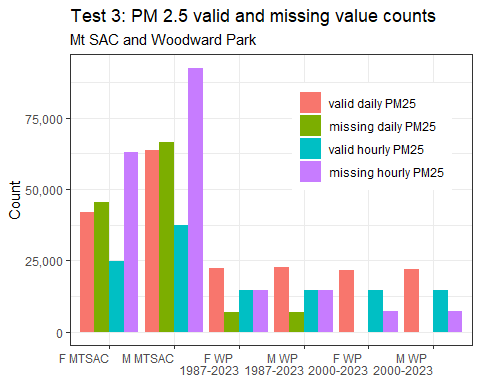 Test 3: PM 2.5 valid and missing value counts
Mt SAC and Woodward Park
valid daily PM25
missing daily PM25
valid hourly PM25
missing hourly PM25
Count
75,000
50,000
25,000
0
F MTSAC
M MTSAC
F WP
1987-2023
M WP
1987-2023
F WP
2000-2023
M WP
2000-2023